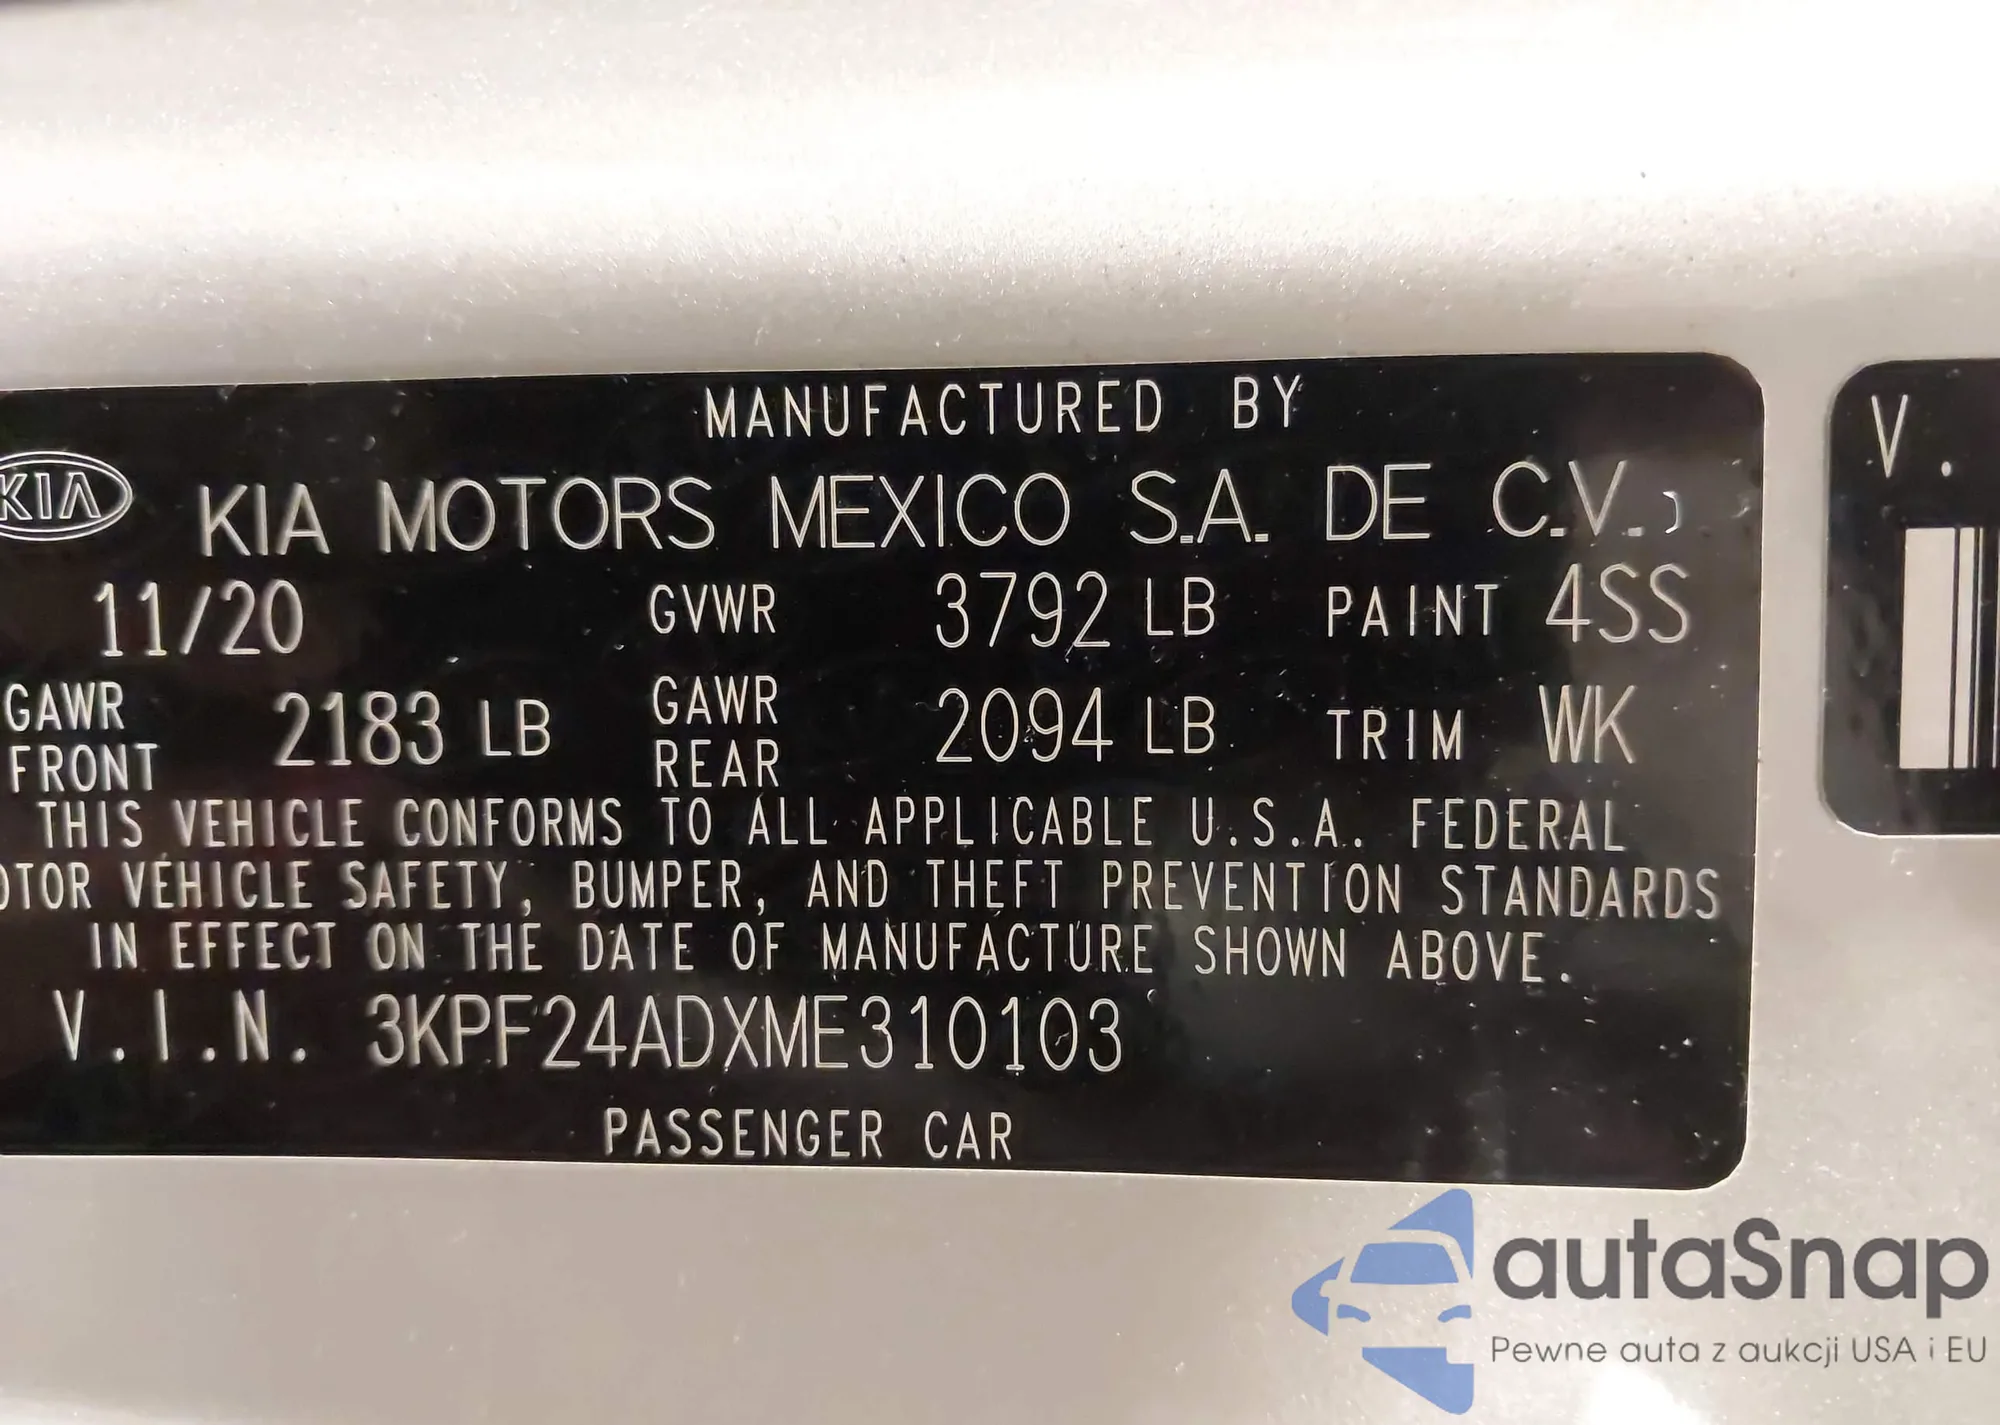 MANUFACTURED BY
KIA KIA MOTORS MEXICO S.A. DE C.V.
11/20 GVWR 3792 LB PAINT 4SS
GAWR FRONT 2183 LB GAWR REAR 2094 LB TRIM WK
THIS VEHICLE CONFORMS TO ALL APPLICABLE U.S.A. FEDERAL
OTOR VEHICLE SAFETY, BUMPER, AND THEFT PREVENTION STANDARDS
IN EFFECT ON THE DATE OF MANUFACTURE SHOWN ABOVE.
V.I.N. 3KPF24ADXME310103
PASSENGER CAR
V.
autaSnap
Pewne auta z aukcji USA i EU